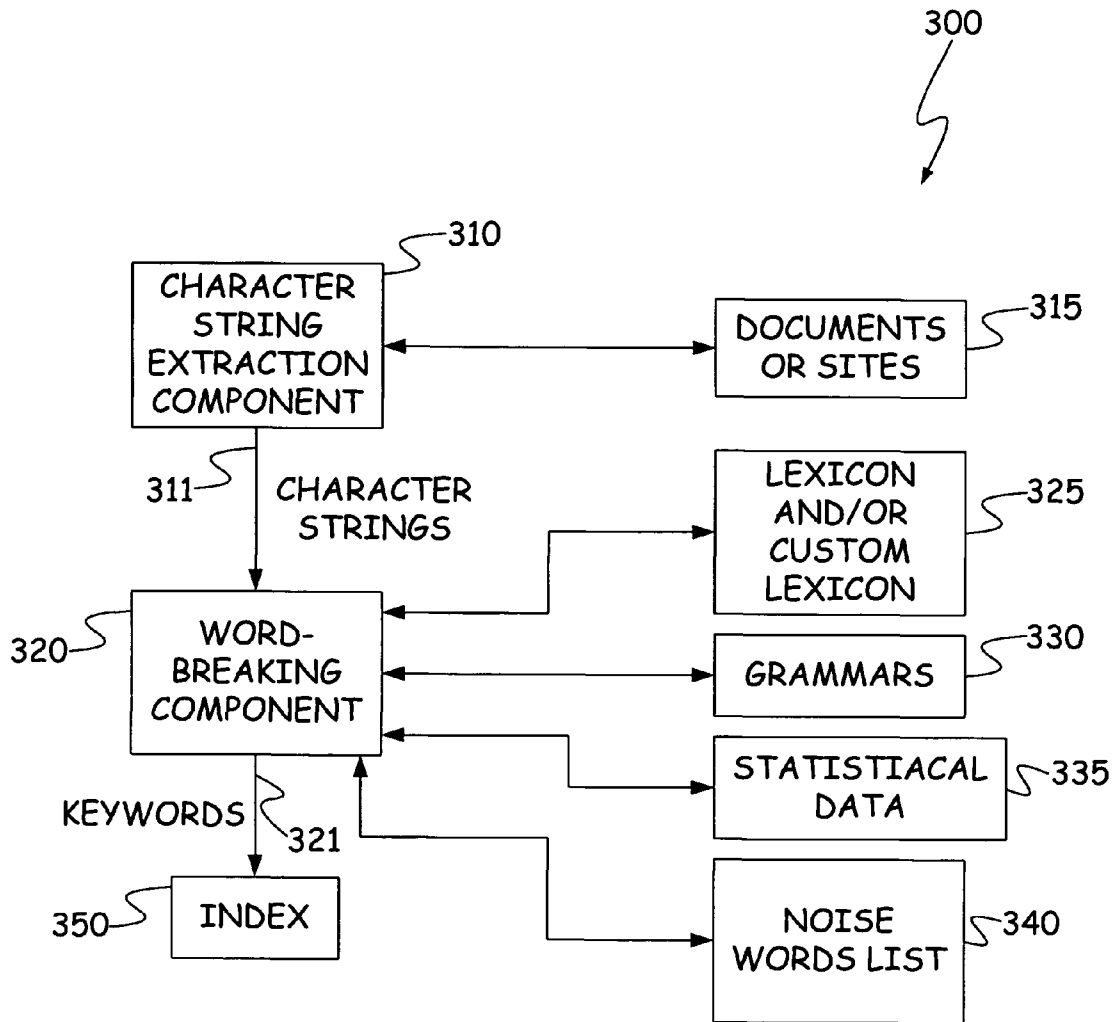 300
310
CHARACTER
STRING
EXTRACTION
COMPONENT
DOCUMENTS
OR SITES
315
311
CHARACTER
STRINGS
LEXICON
AND/OR
CUSTOM
LEXICON
325
320
WORD-
BREAKING
COMPONENT
GRAMMARS
330
STATISTIACAL
DATA
335
KEYWORDS
321
350
INDEX
NOISE
WORDS LIST
340